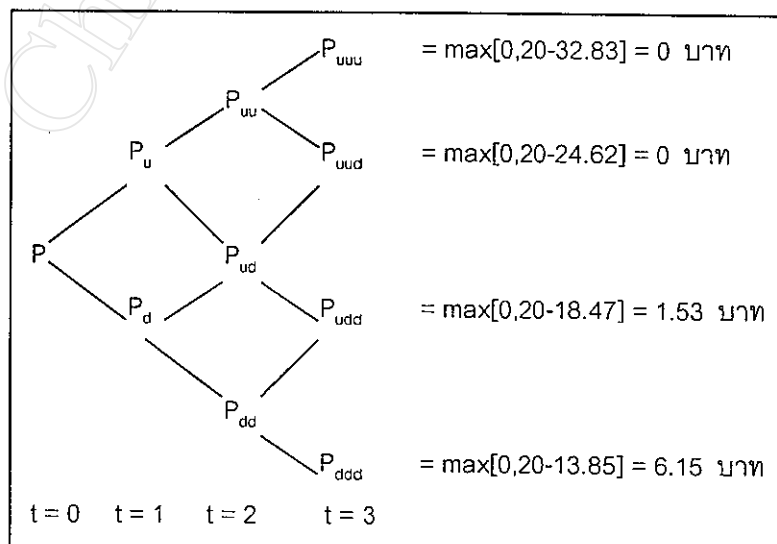 P_uuu = max[0,20-32.83] = 0 บาท
P_uu
P_u P_uud = max[0,20-24.62] = 0 บาท
P P_ud
P_d P_udd = max[0,20-18.47] = 1.53 บาท
P_dd
P_ddd = max[0,20-13.85] = 6.15 บาท
t = 0 t = 1 t = 2 t = 3